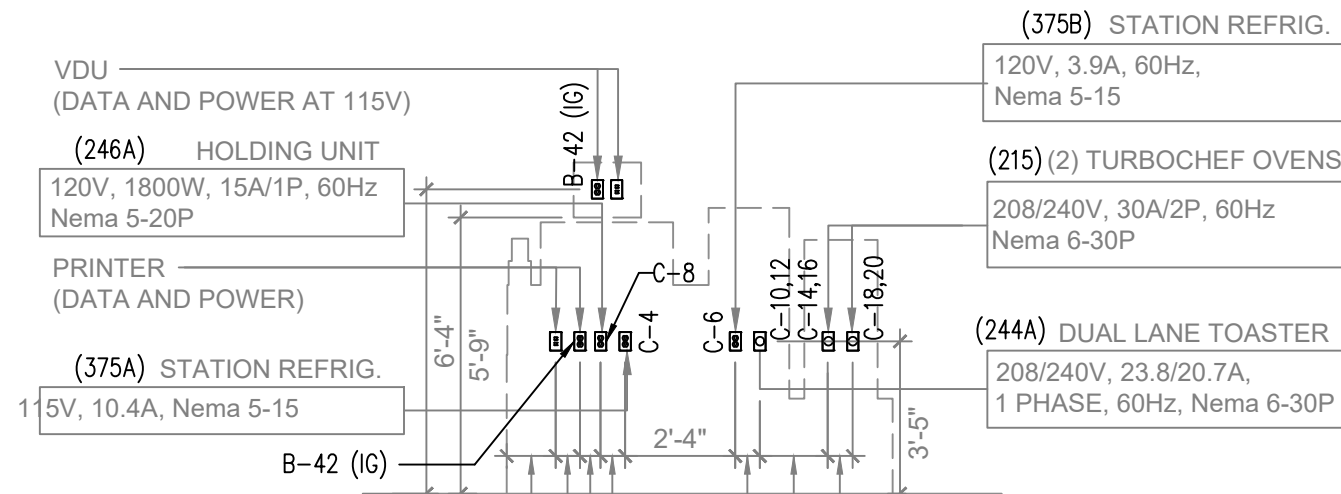 VDU
(DATA AND POWER AT 115V)
(246A) HOLDING UNIT
120V, 1800W, 15A/1P, 60Hz
Nema 5-20P
PRINTER
(DATA AND POWER)
(375A) STATION REFRIG.
115V, 10.4A, Nema 5-15
B-42 (IG)
6'-4"
5'-9"
B-42 (IG)
C-8
C-4
2'-4"
C-6
C-10,12
C-14,16
C-18,20
3'-5"
(375B) STATION REFRIG.
120V, 3.9A, 60Hz,
Nema 5-15
(215) (2) TURBOCHEF OVENS
208/240V, 30A/2P, 60Hz
Nema 6-30P
(244A) DUAL LANE TOASTER
208/240V, 23.8/20.7A,
1 PHASE, 60Hz, Nema 6-30P